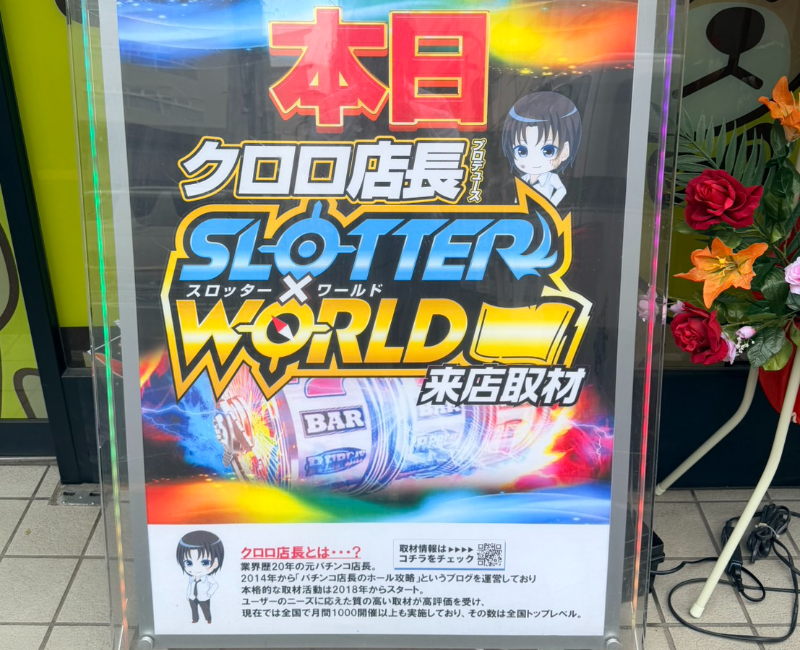 本日
クロロ店長
プロデュース
SLOTTER
スロッター×ワールド
WORLD
来店取材
BAR
REPLAY
クロロ店長とは・・・?
取材情報は▶▶▶▶
コチラをチェック
業界歴20年の元パチンコ店長。
2014年から「パチンコ店長のホール攻略」というブログを運営しており
本格的な取材活動は2018年からスタート。
ユーザーのニーズに応えた質の高い取材が高評価を受け、
現在では全国で月間1000開催以上も実施しており、その数は全国トップレベル。